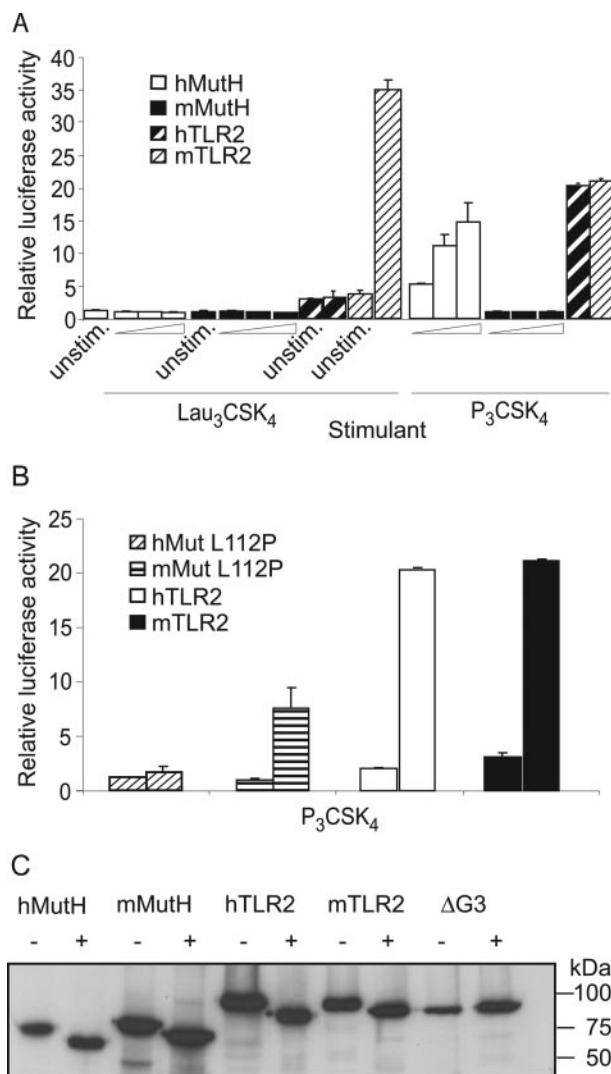 A
Relative luciferase activity
40
35
30
25
20
15
10
5
0
hMutH
mMutH
hTLR2
mTLR2
unstim.
unstim.
unstim.
unstim.
Lau₃CSK₄
P₃CSK₄
Stimulant
B
Relative luciferase activity
25
20
15
10
5
0
hMut L112P
mMut L112P
hTLR2
mTLR2
P₃CSK₄
C
hMutH mMutH hTLR2 mTLR2 ΔG3
- + - + - + - + - +
kDa
100
75
50